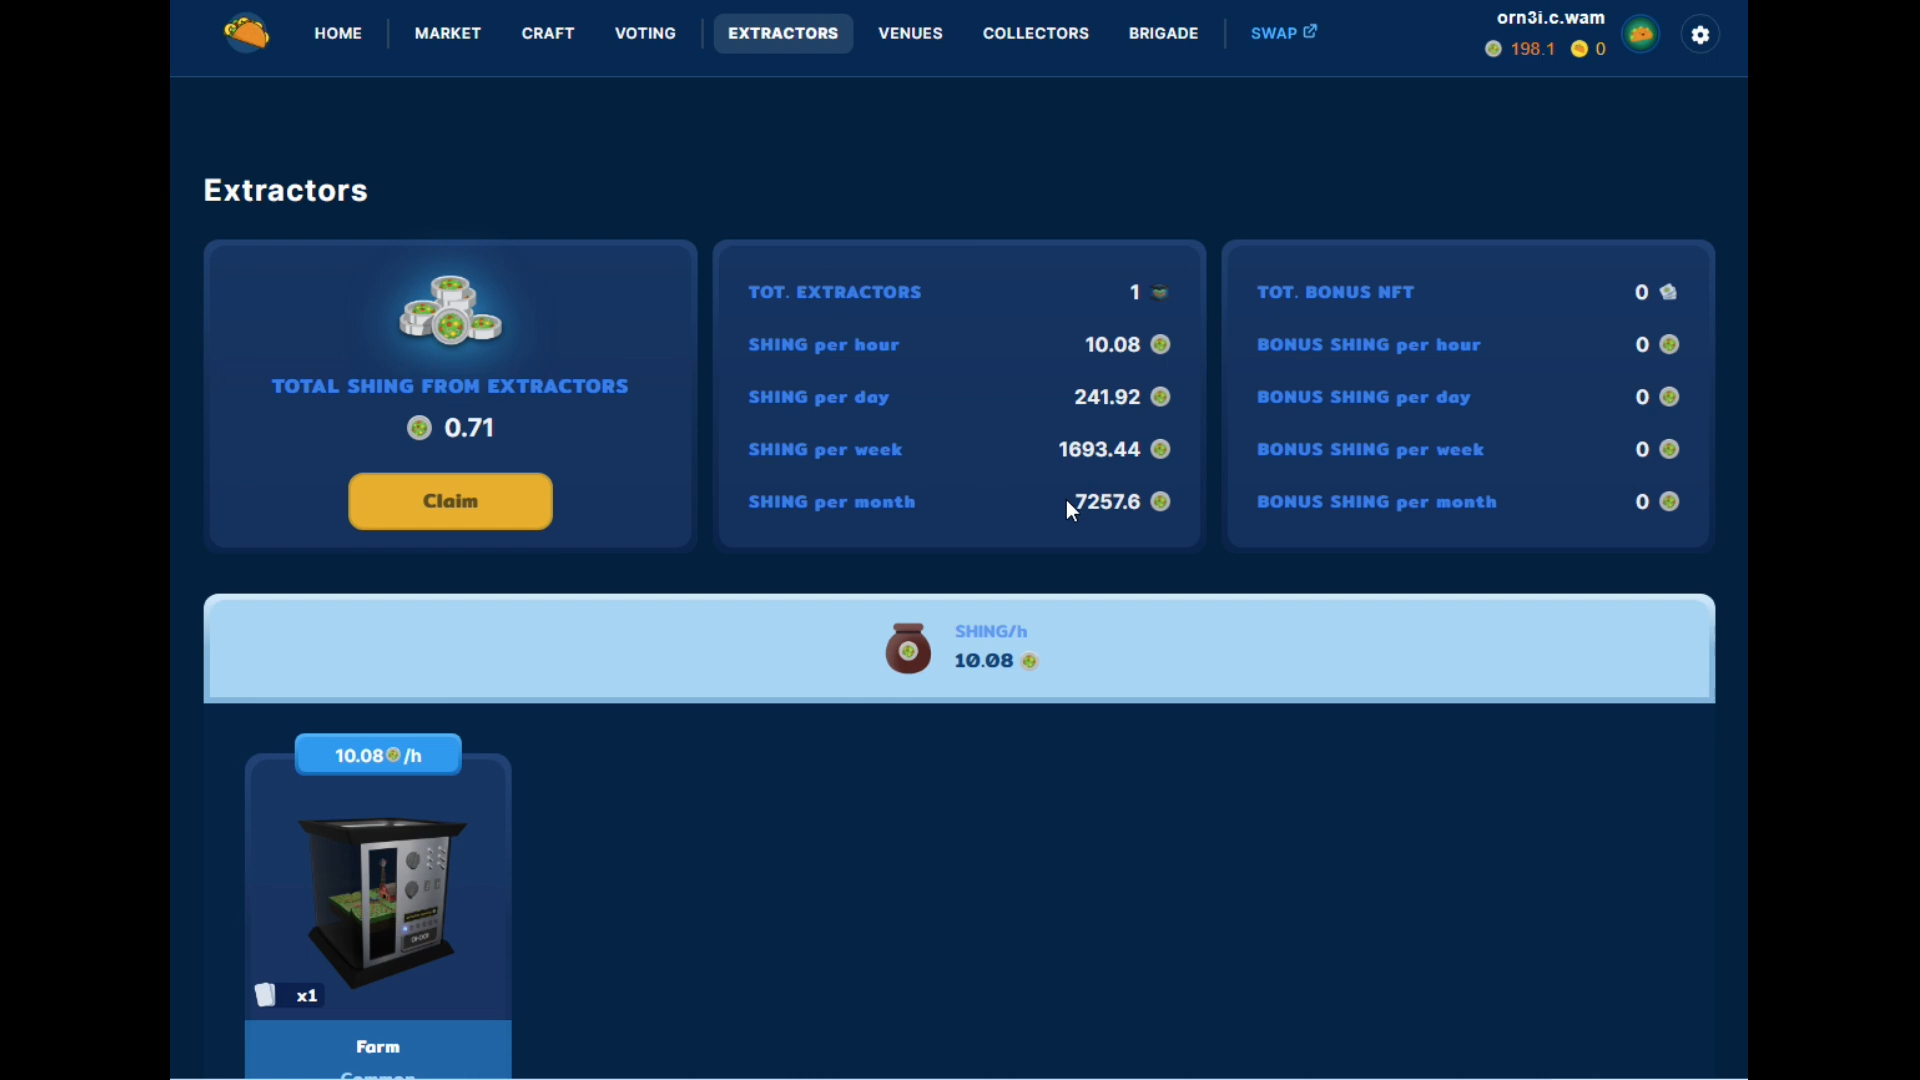 HOME MARKET CRAFT VOTING EXTRACTORS VENUES COLLECTORS BRIGADE SWAP
orn3i.c.wam
198.1 0
Extractors
TOTAL SHING FROM EXTRACTORS
0.71
Claim
TOT. EXTRACTORS 1
SHING per hour 10.08
SHING per day 241.92
SHING per week 1693.44
SHING per month 7257.6
TOT. BONUS NFT 0
BONUS SHING per hour 0
BONUS SHING per day 0
BONUS SHING per week 0
BONUS SHING per month 0
SHING/h
10.08
10.08 /h
x1
Farm
Common